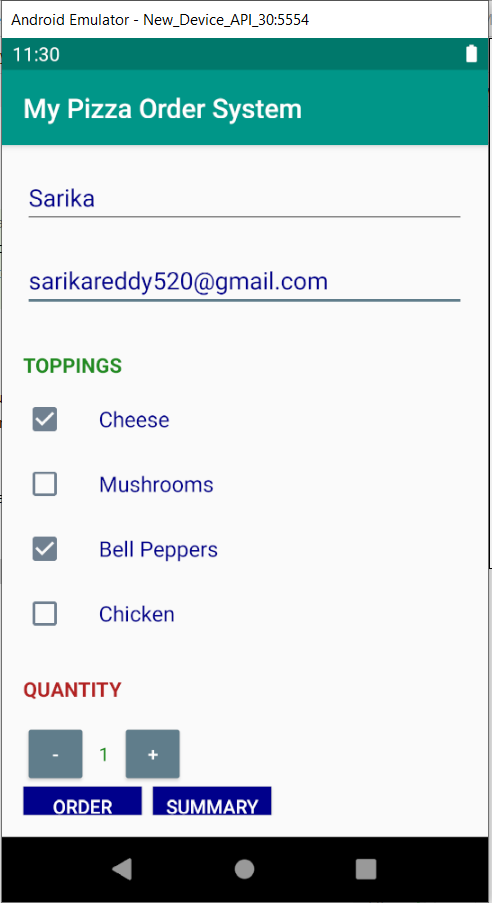 Android Emulator - New_Device_API_30:5554
11:30
My Pizza Order System
Sarika
sarikareddy520@gmail.com
TOPPINGS
Cheese
Mushrooms
Bell Peppers
Chicken
QUANTITY
- 1 +
ORDER SUMMARY